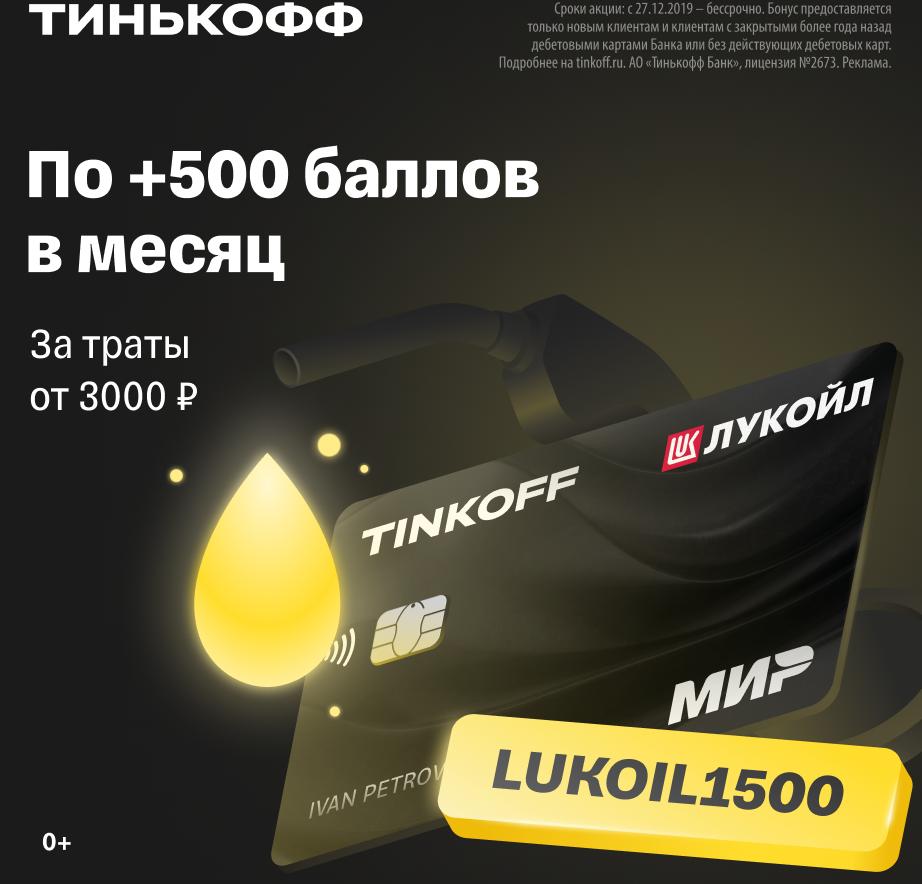 ТИНЬКОФФ
Сроки акции: с 27.12.2019 – бессрочно. Бонус предоставляется
только новым клиентам и клиентам с закрытыми более года назад
дебетовыми картами Банка или без действующих дебетовых карт.
Подробнее на tinkoff.ru. АО «Тинькофф Банк», лицензия №2673. Реклама.
По +500 баллов
в месяц
За траты
от 3000 ₽
LUK ЛУКОЙЛ
TINKOFF
МИР
IVAN PETROV
LUKOIL1500
0+